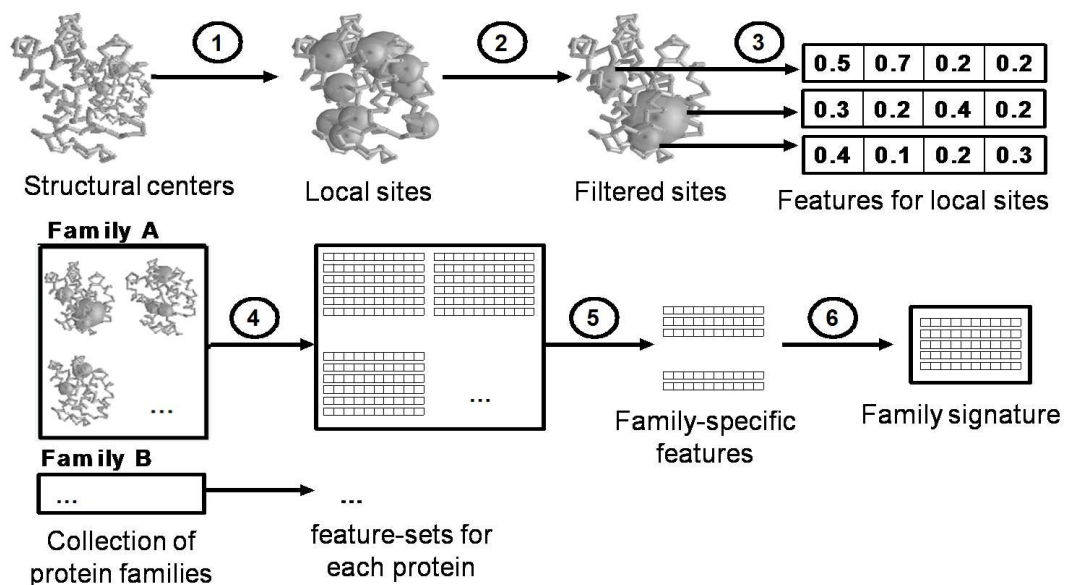 1
2
3
0.5 0.7 0.2 0.2
0.3 0.2 0.4 0.2
0.4 0.1 0.2 0.3
Structural centers
Local sites
Filtered sites
Features for local sites
Family A
4
5
6
...
...
Family-specific
features
Family signature
Family B
...
...
Collection of
protein families
feature-sets for
each protein